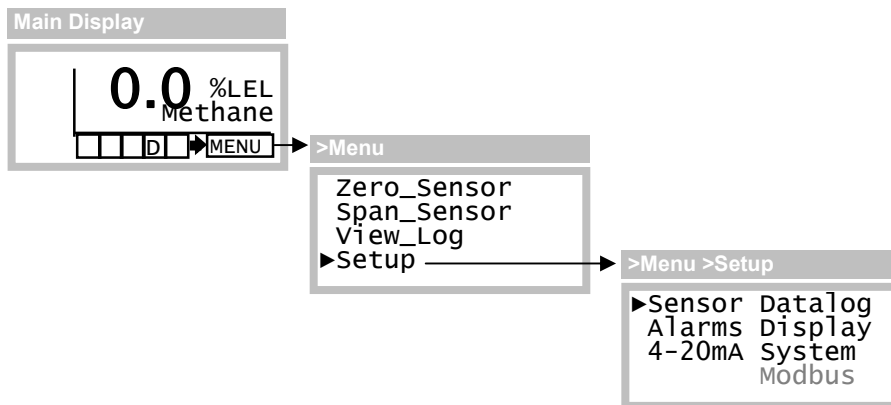 Main Display
0.0 %LEL
Methane
D MENU
>Menu
Zero_Sensor
Span_Sensor
View_Log
Setup
>Menu >Setup
Sensor Datalog
Alarms Display
4-20mA System
Modbus